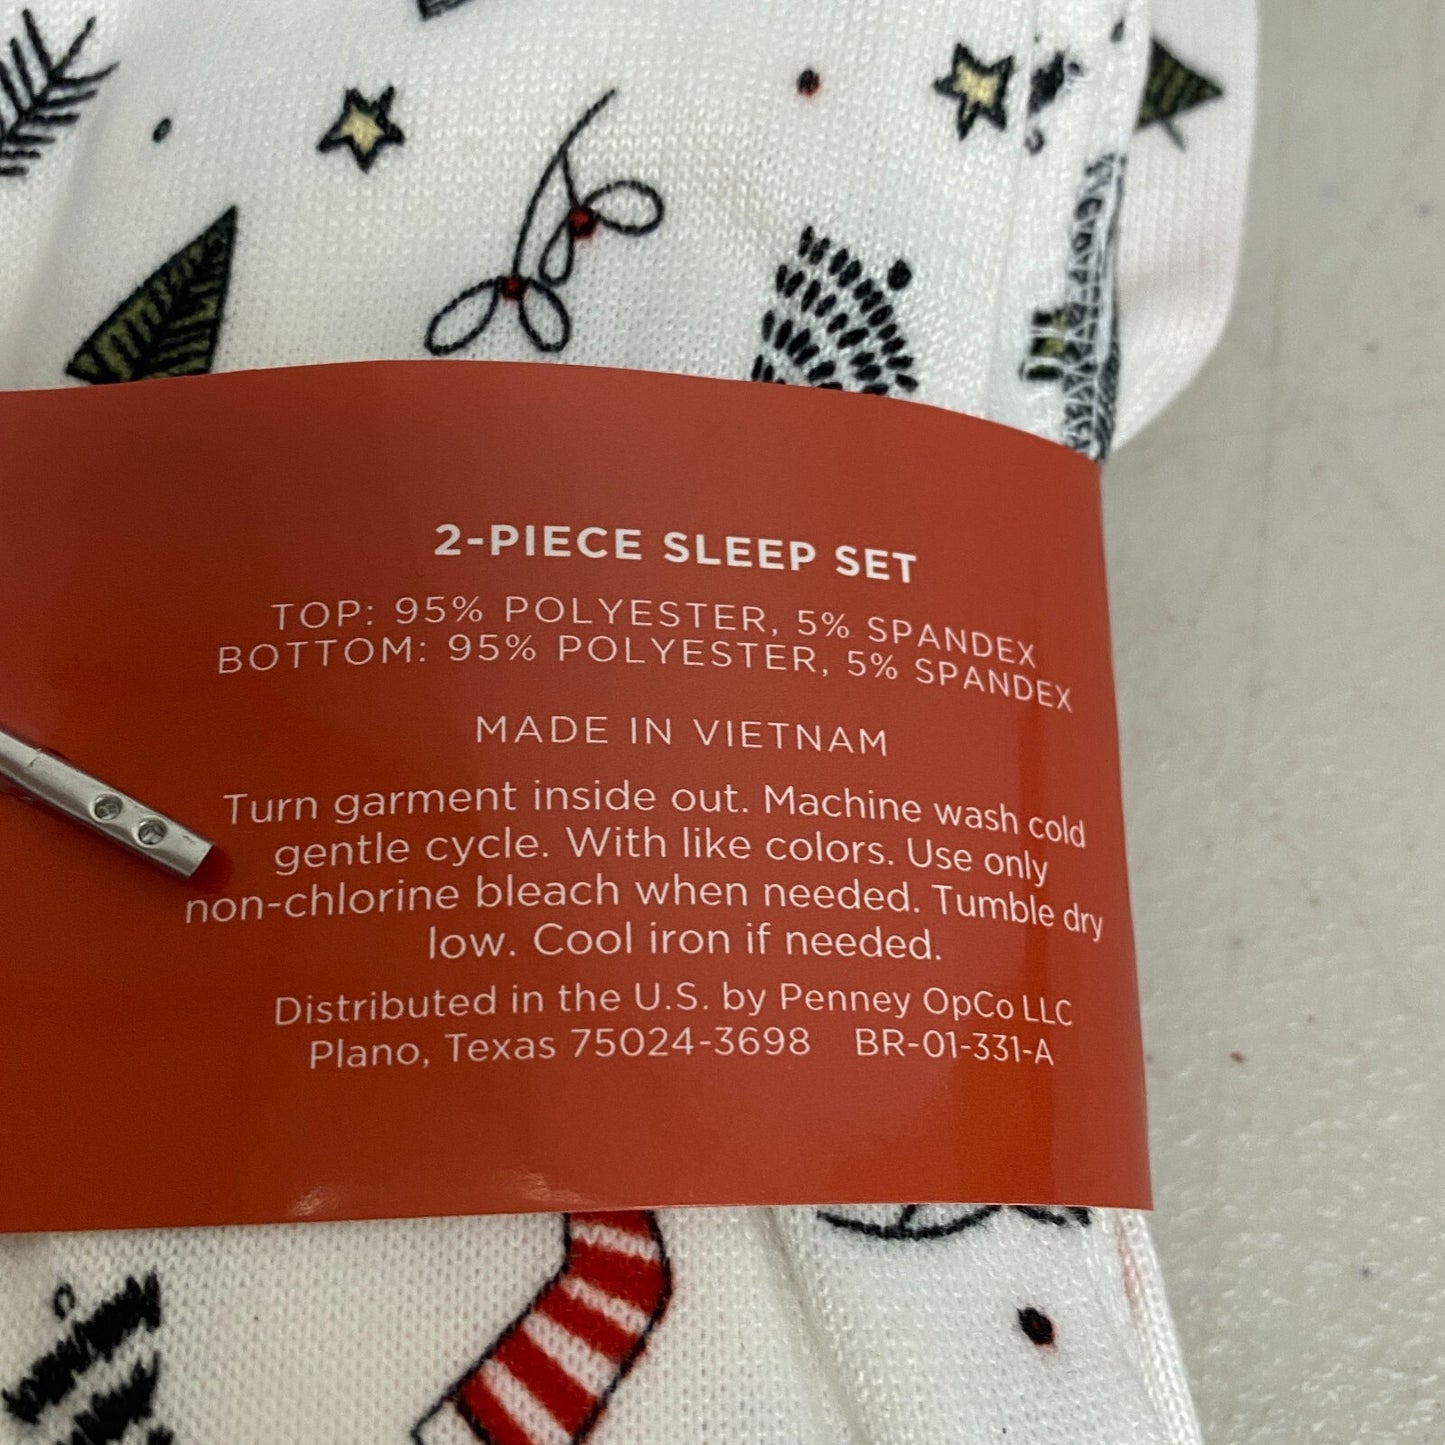 2-PIECE SLEEP SET
TOP: 95% POLYESTER, 5% SPANDEX
BOTTOM: 95% POLYESTER, 5% SPANDEX
MADE IN VIETNAM
Turn garment inside out. Machine wash cold
gentle cycle. With like colors. Use only
non-chlorine bleach when needed. Tumble dry
low. Cool iron if needed.
Distributed in the U.S. by Penney OpCo LLC
Plano, Texas 75024-3698 BR-01-331-A